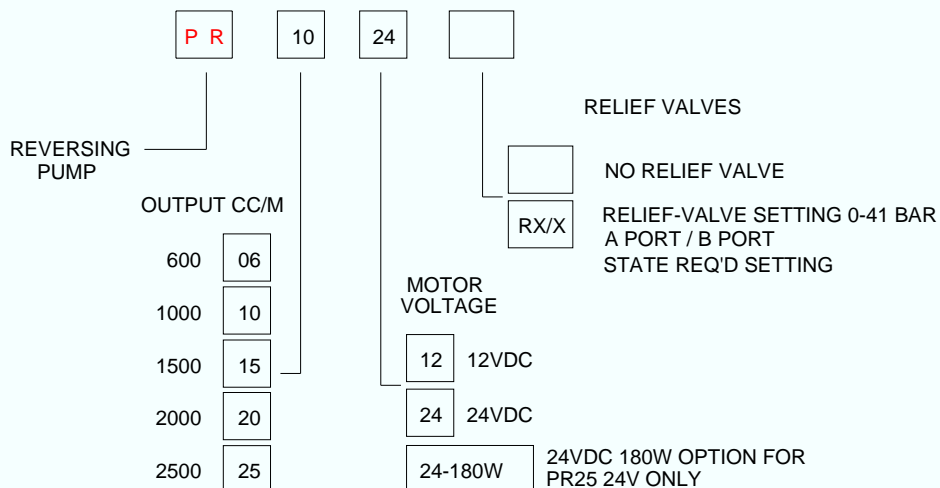 P R 10 24
RELIEF VALVES
REVERSING
PUMP
NO RELIEF VALVE
OUTPUT CC/M
RX/X RELIEF-VALVE SETTING 0-41 BAR
A PORT / B PORT
STATE REQ'D SETTING
600 06
1000 10
1500 15
2000 20
2500 25
MOTOR
VOLTAGE
12 12VDC
24 24VDC
24-180W 24VDC 180W OPTION FOR
PR25 24V ONLY